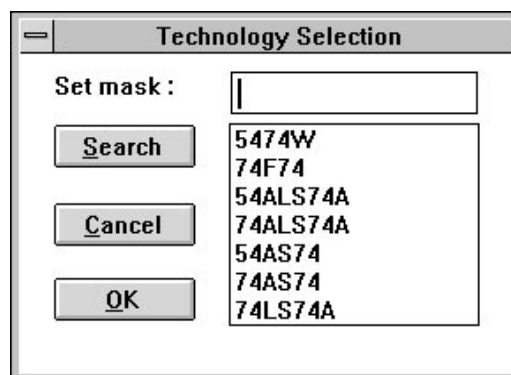 Technology Selection
Set mask :
Search
Cancel
OK
5474W
74F74
54ALS74A
74ALS74A
54AS74
74AS74
74LS74A